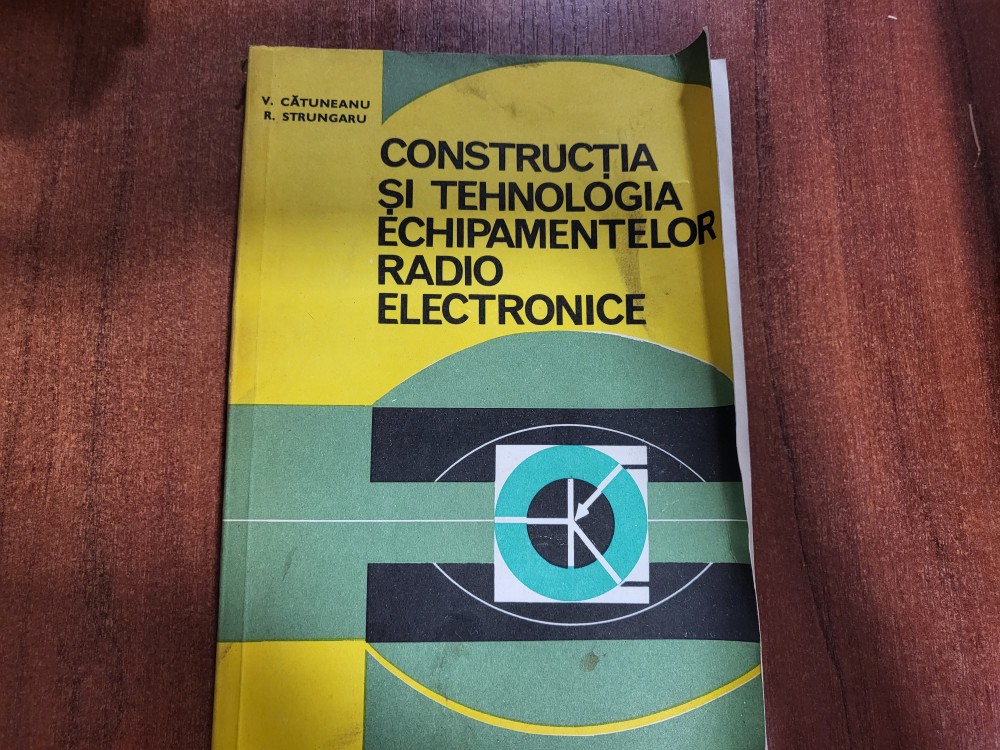 V. CĂTUNEANU
R. STRUNGARU
CONSTRUCȚIA
ȘI TEHNOLOGIA
ECHIPAMENTELOR
RADIO
ELECTRONICE